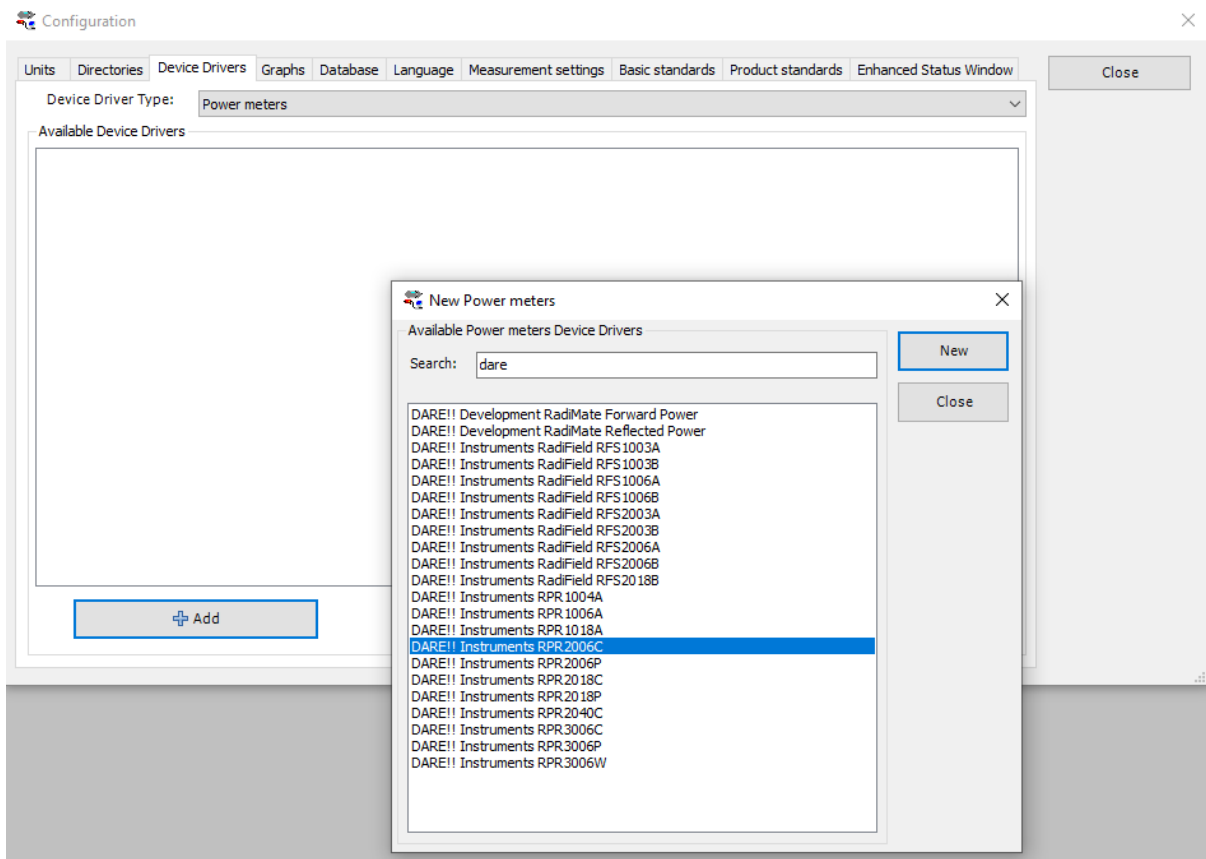 Configuration
Units Directories Device Drivers Graphs Database Language Measurement settings Basic standards Product standards Enhanced Status Window
Close
Device Driver Type: Power meters
Available Device Drivers
New Power meters
Available Power meters Device Drivers
Search: dare
New
Close
DARE!! Development RadiMate Forward Power
DARE!! Development RadiMate Reflected Power
DARE!! Instruments RadiField RFS1003A
DARE!! Instruments RadiField RFS1003B
DARE!! Instruments RadiField RFS1006A
DARE!! Instruments RadiField RFS1006B
DARE!! Instruments RadiField RFS2003A
DARE!! Instruments RadiField RFS2003B
DARE!! Instruments RadiField RFS2006A
DARE!! Instruments RadiField RFS2006B
DARE!! Instruments RadiField RFS2018B
DARE!! Instruments RPR1004A
DARE!! Instruments RPR1006A
DARE!! Instruments RPR1018A
DARE!! Instruments RPR2006C
DARE!! Instruments RPR2006P
DARE!! Instruments RPR2018C
DARE!! Instruments RPR2018P
DARE!! Instruments RPR2040C
DARE!! Instruments RPR3006C
DARE!! Instruments RPR3006P
DARE!! Instruments RPR3006W
Add